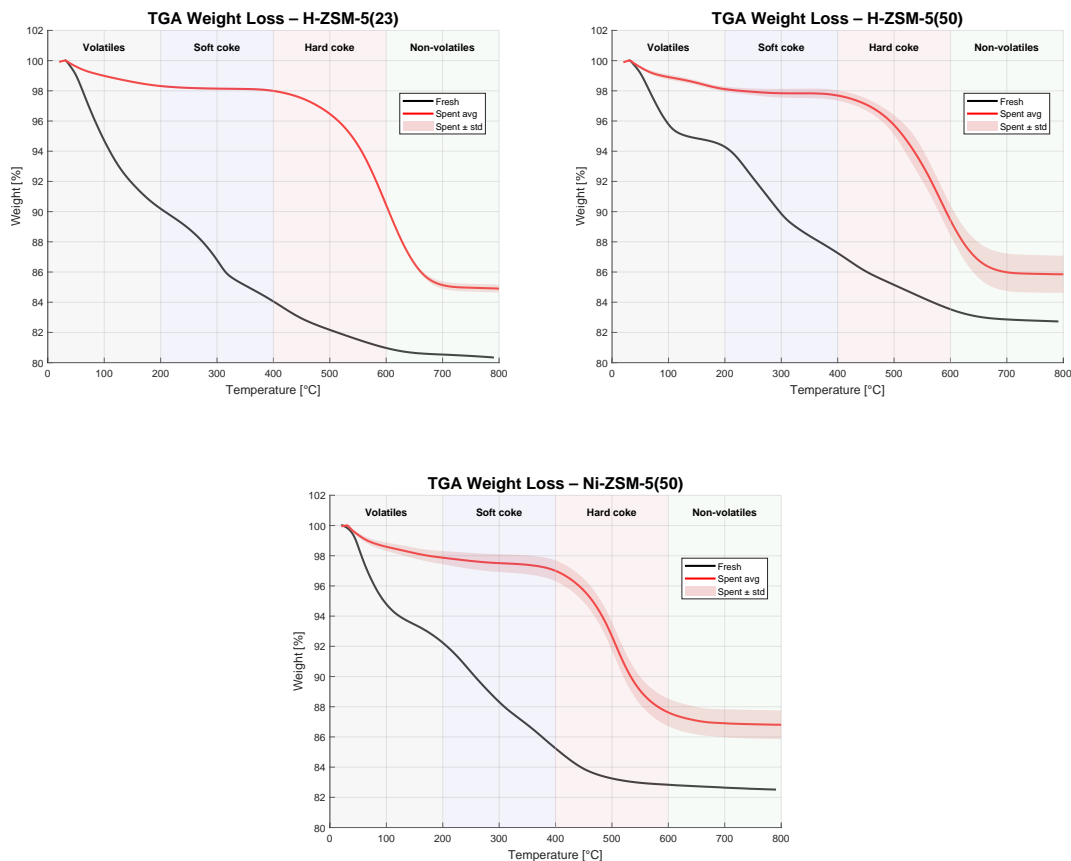 TGA Weight Loss – H-ZSM-5(23)
Volatiles Soft coke Hard coke Non-volatiles
Fresh
Spent avg
Spent ± std
Weight [%]
102
100
98
96
94
92
90
88
86
84
82
80
0 100 200 300 400 500 600 700 800
Temperature [°C]
TGA Weight Loss – H-ZSM-5(50)
Volatiles Soft coke Hard coke Non-volatiles
Fresh
Spent avg
Spent ± std
Weight [%]
102
100
98
96
94
92
90
88
86
84
82
80
0 100 200 300 400 500 600 700 800
Temperature [°C]
TGA Weight Loss – Ni-ZSM-5(50)
Volatiles Soft coke Hard coke Non-volatiles
Fresh
Spent avg
Spent ± std
Weight [%]
102
100
98
96
94
92
90
88
86
84
82
80
0 100 200 300 400 500 600 700 800
Temperature [°C]